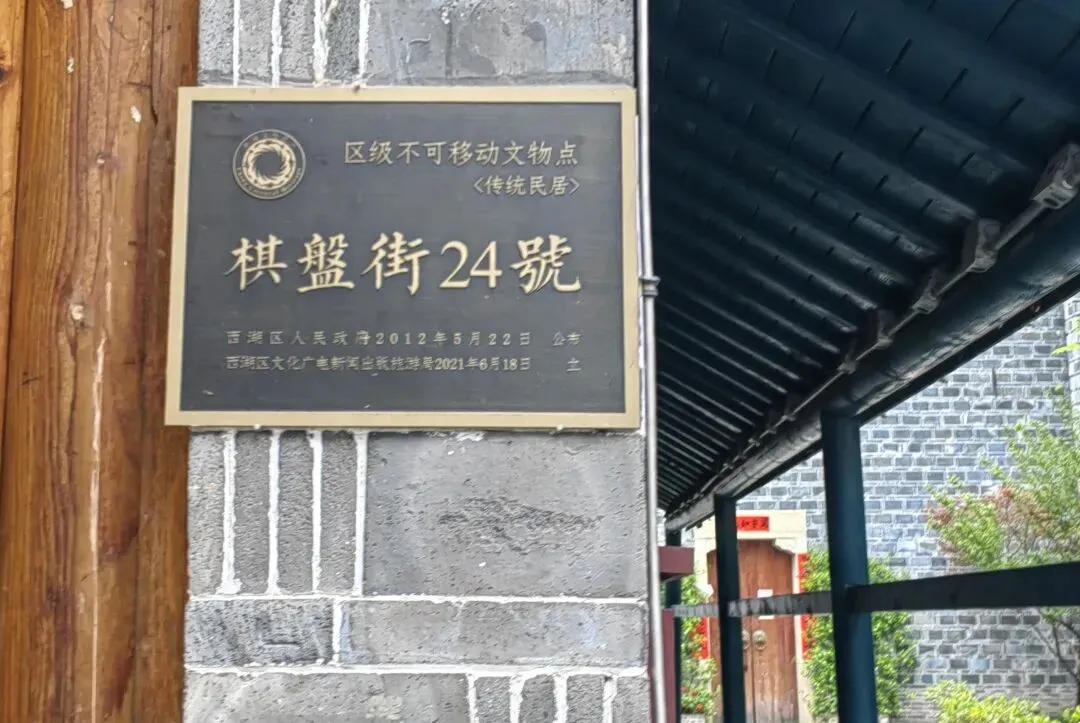 区级不可移动文物点
<传统民居>
棋盤街24號
西湖区人民政府2012年5月22日 公布
西湖区文化广电新闻出版旅游局2021年6月18日 立